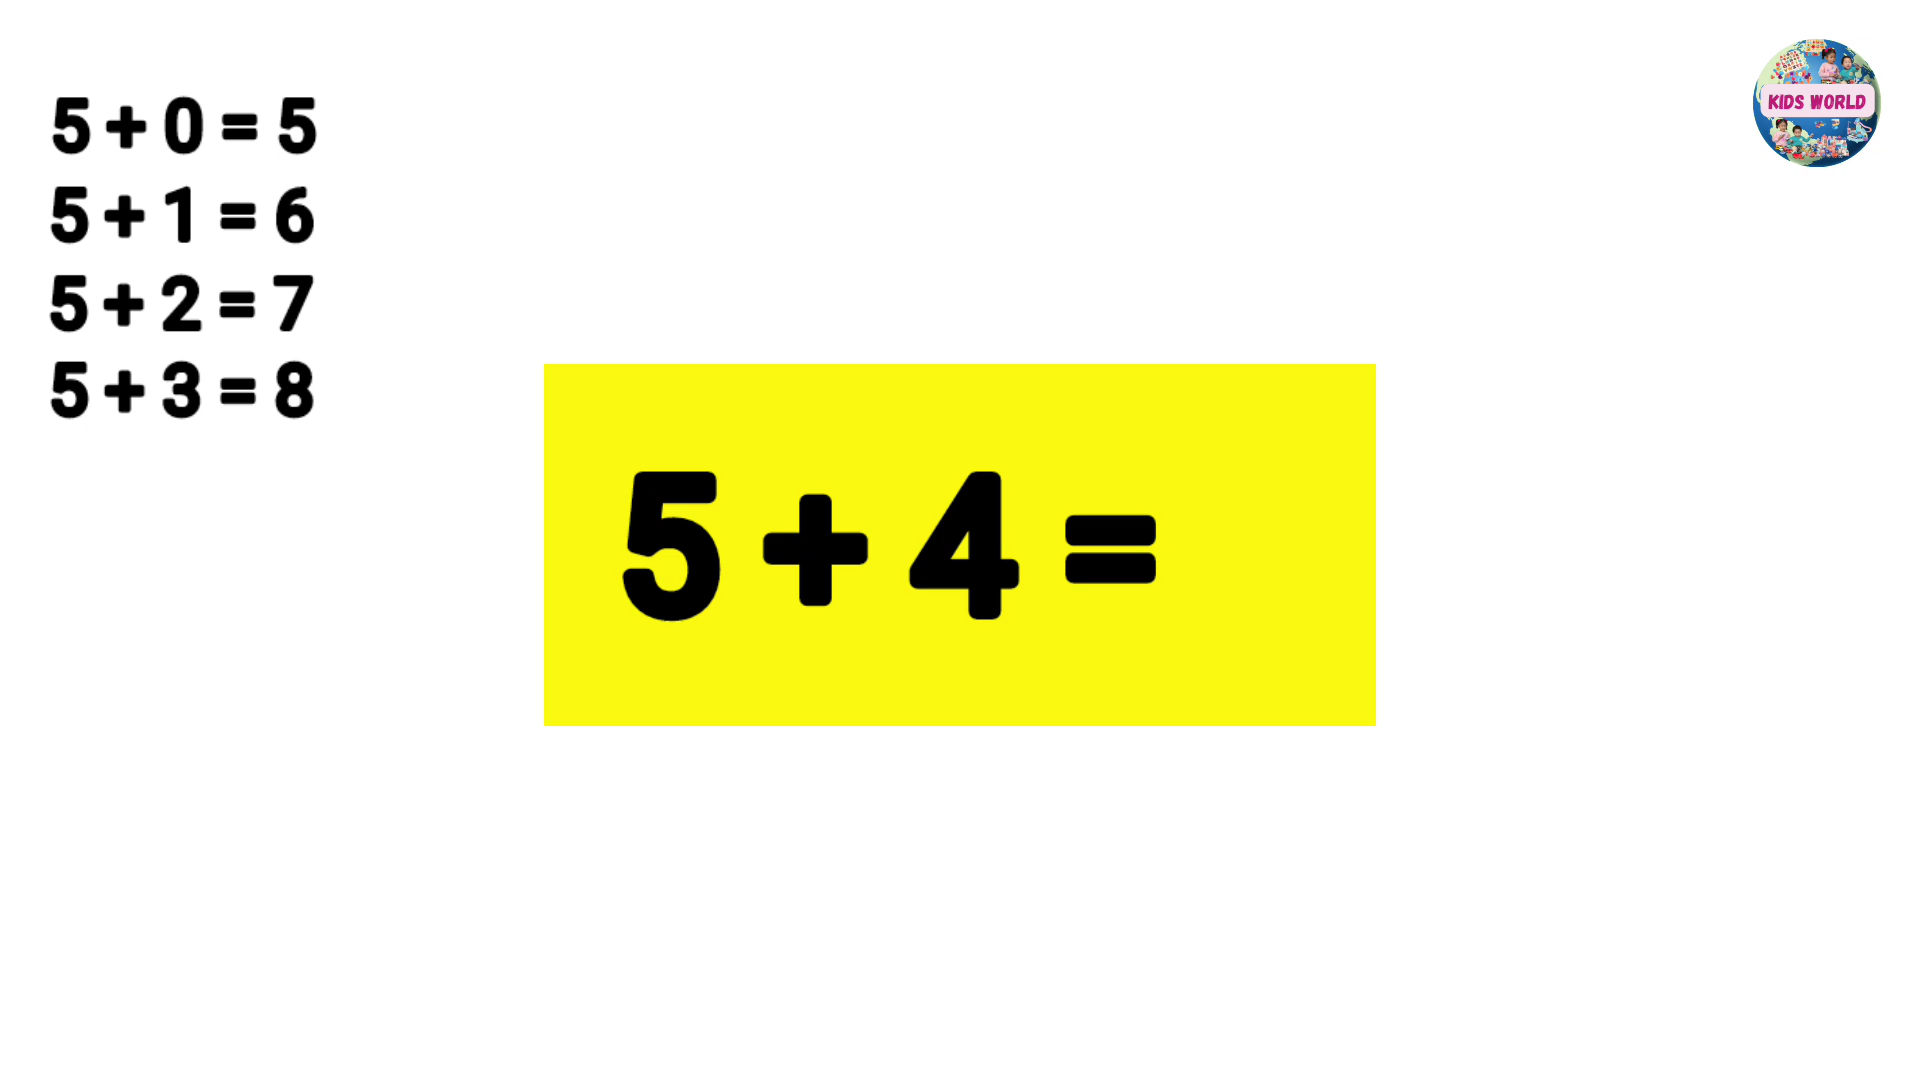 5 + 0 = 5
5 + 1 = 6
5 + 2 = 7
5 + 3 = 8
5 + 4 =
KIDS WORLD